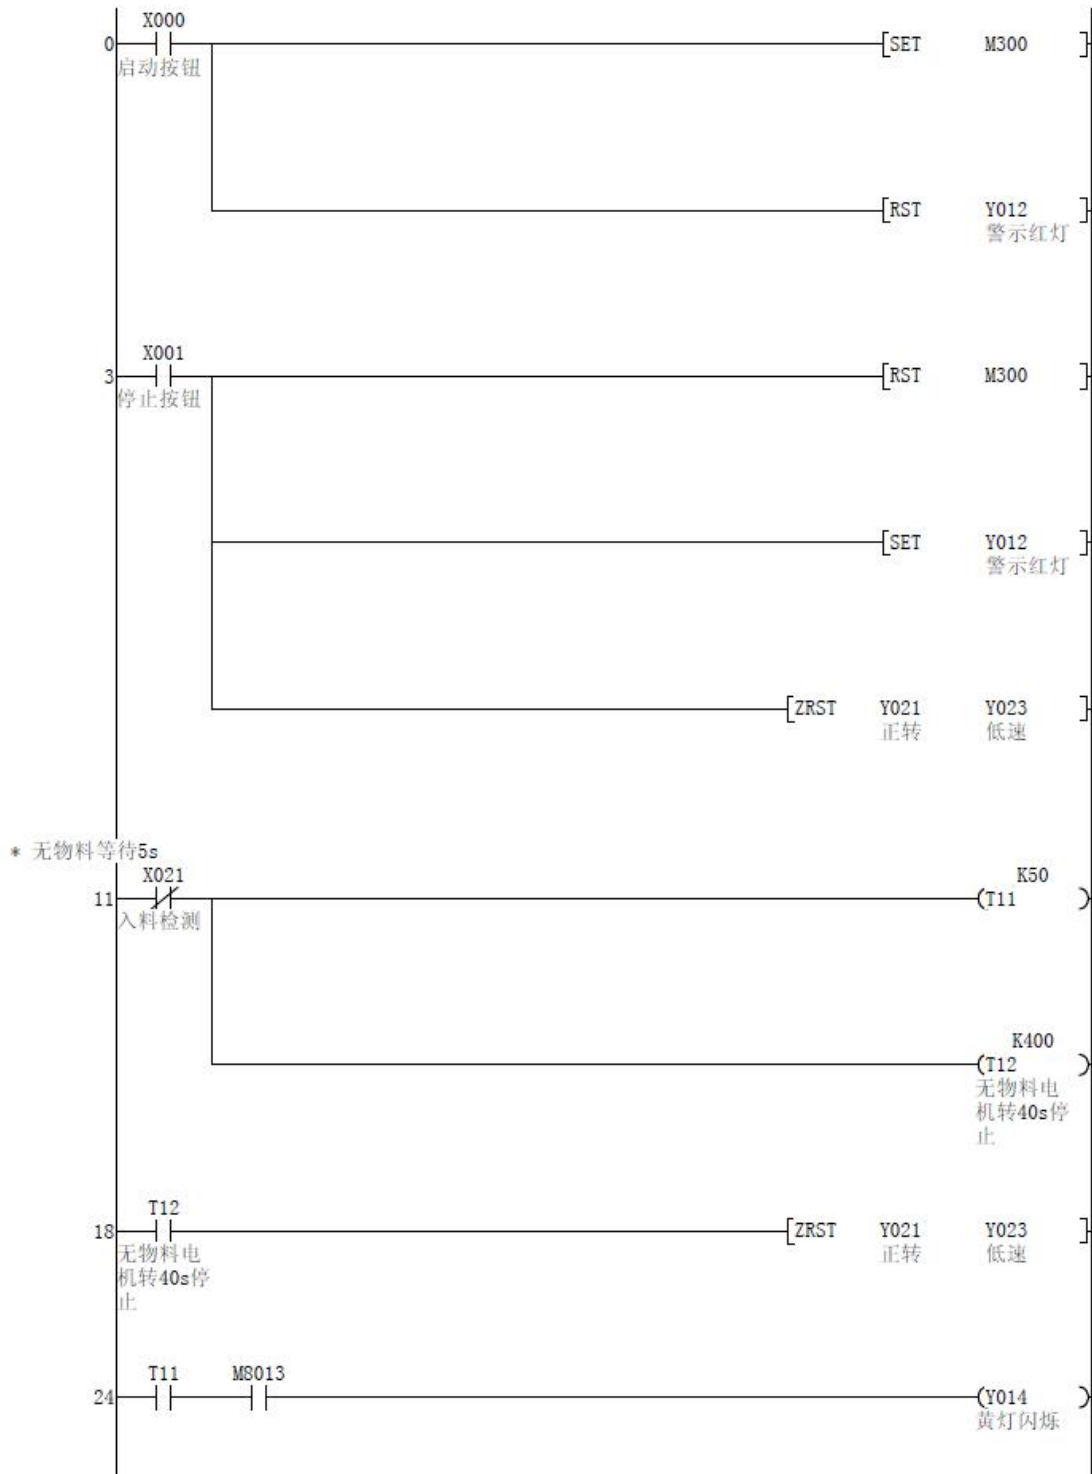 X000
0 [SET M300 ]
启动按钮
[RST Y012 ]
警示红灯
X001
3 [RST M300 ]
停止按钮
[SET Y012 ]
警示红灯
[ZRST Y021 Y023 ]
正转 低速
* 无物料等待5s
X021 K50
11 (T11 )
入料检测
K400
(T12 )
无物料电
机转40s停
止
T12
18 [ZRST Y021 Y023 ]
无物料电 正转 低速
机转40s停
止
T11 M8013
24 (Y014 )
黄灯闪烁